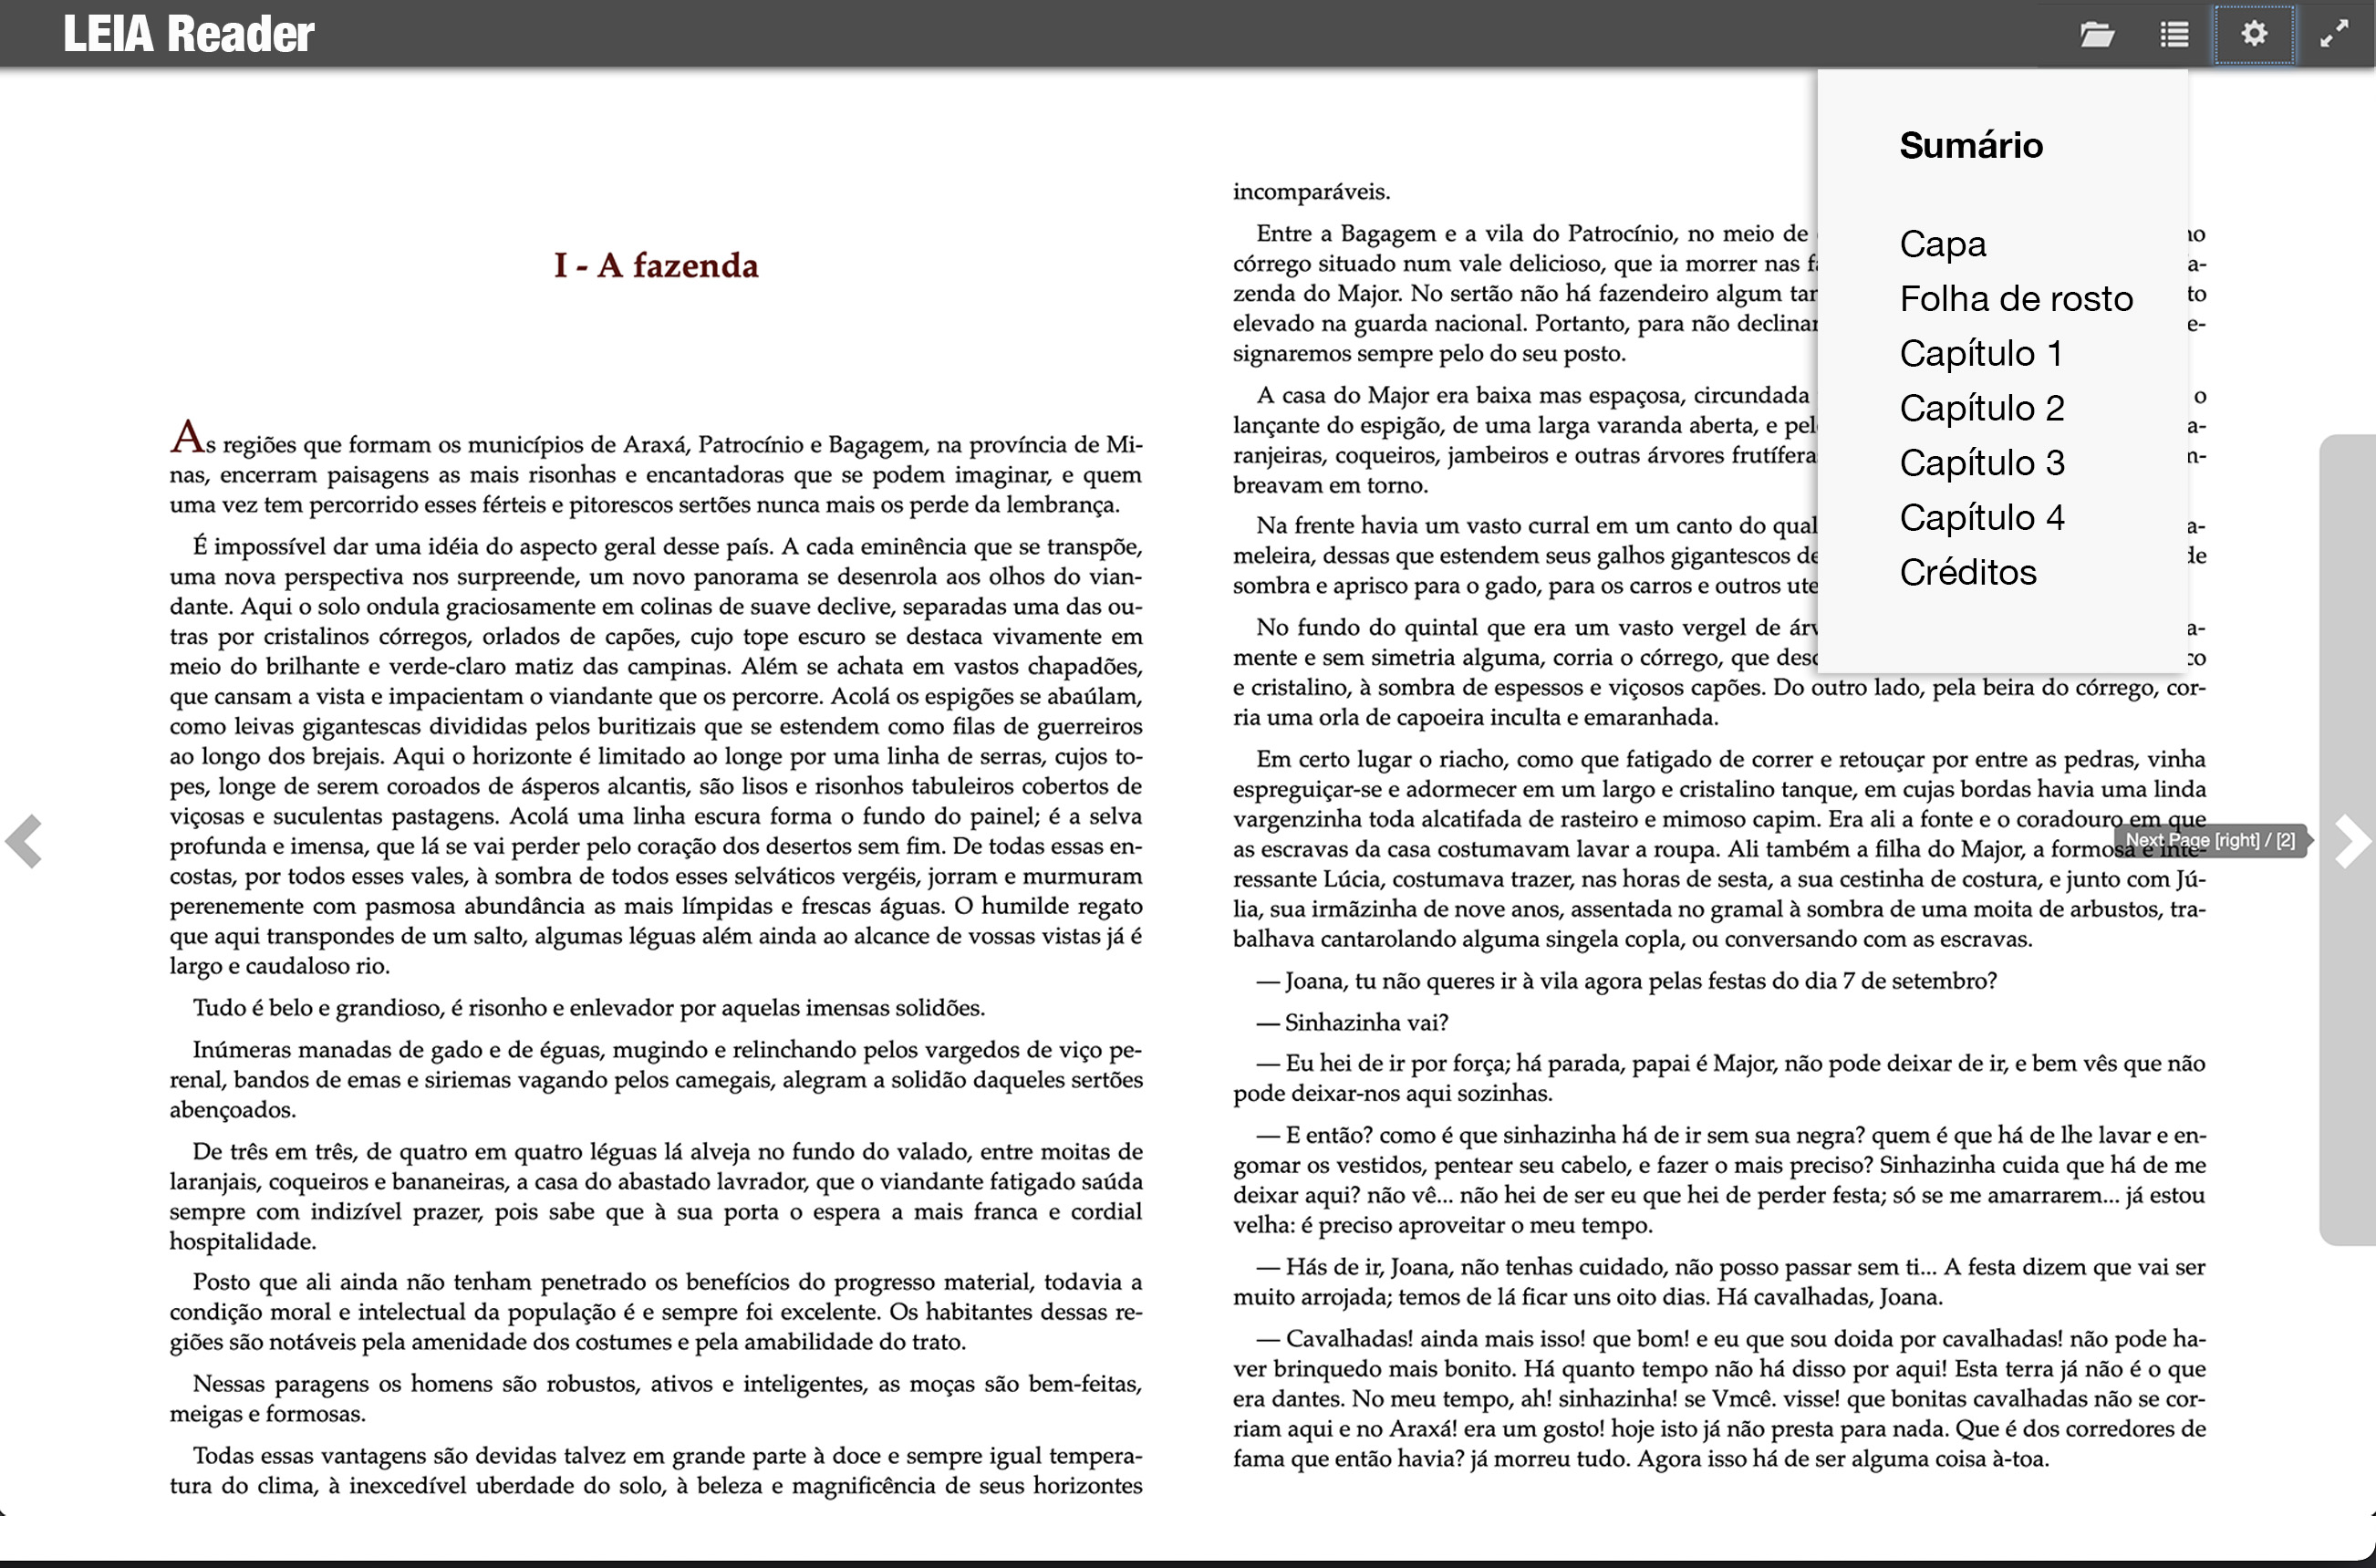 LEIA Reader
I - A fazenda
As regiões que formam os municípios de Araxá, Patrocínio e Bagagem, na província de Mi-
nas, encerram paisagens as mais risonhas e encantadoras que se podem imaginar, e quem
uma vez tem percorrido esses férteis e pitorescos sertões nunca mais os perde da lembrança.
É impossível dar uma idéia do aspecto geral desse país. A cada eminência que se transpõe,
uma nova perspectiva nos surpreende, um novo panorama se desenrola aos olhos do vian-
dante. Aqui o solo ondula graciosamente em colinas de suave declive, separadas uma das ou-
tras por cristalinos córregos, orlados de capões, cujo tope escuro se destaca vivamente em
meio do brilhante e verde-claro matiz das campinas. Além se achata em vastos chapadões,
que cansam a vista e impacientam o viandante que os percorre. Acolá os espigões se abaúlam,
como leivas gigantescas divididas pelos buritizais que se estendem como filas de guerreiros
ao longo dos brejais. Aqui o horizonte é limitado ao longe por uma linha de serras, cujos to-
pes, longe de serem coroados de ásperos alcantis, são lisos e risonhos tabuleiros cobertos de
viçosas e suculentas pastagens. Acolá uma linha escura forma o fundo do painel; é a selva
profunda e imensa, que lá se vai perder pelo coração dos desertos sem fim. De todas essas en-
costas, por todos esses vales, à sombra de todos esses selváticos vergéis, jorram e murmuram
perenemente com pasmosa abundância as mais límpidas e frescas águas. O humilde regato
que aqui transpondes de um salto, algumas léguas além ainda ao alcance de vossas vistas já é
largo e caudaloso rio.
Tudo é belo e grandioso, é risonho e enlevador por aquelas imensas solidões.
Inúmeras manadas de gado e de éguas, mugindo e relinchando pelos vargedos de viço pe-
renal, bandos de emas e siriemas vagando pelos camegais, alegram a solidão daqueles sertões
abençoados.
De três em três, de quatro em quatro léguas lá alveja no fundo do valado, entre moitas de
laranjais, coqueiros e bananeiras, a casa do abastado lavrador, que o viandante fatigado saúda
sempre com indizível prazer, pois sabe que à sua porta o espera a mais franca e cordial
hospitalidade.
Posto que ali ainda não tenham penetrado os benefícios do progresso material, todavia a
condição moral e intelectual da população é e sempre foi excelente. Os habitantes dessas re-
giões são notáveis pela amenidade dos costumes e pela amabilidade do trato.
Nessas paragens os homens são robustos, ativos e inteligentes, as moças são bem-feitas,
meigas e formosas.
Todas essas vantagens são devidas talvez em grande parte à doce e sempre igual tempera-
tura do clima, à inexcedível uberdade do solo, à beleza e magnificência de seus horizontes
incomparáveis.
Entre a Bagagem e a vila do Patrocínio, no meio de
córrego situado num vale delicioso, que ia morrer nas a-
zenda do Major. No sertão não há fazendeiro algum to
elevado na guarda nacional. Portanto, para não declinar e-
signaremos sempre pelo do seu posto.
A casa do Major era baixa mas espaçosa, circundada o
lançante do espigão, de uma larga varanda aberta, e a-
ranjeiras, coqueiros, jambeiros e outras árvores n-
breavam em torno.
Na frente havia um vasto curral em um canto do qual a-
meleira, dessas que estendem seus galhos gigantescos de
sombra e aprisco para o gado, para os carros e outros
No fundo do quintal que era um vasto vergel de a-
mente e sem simetria alguma, corria o córrego, que co
e cristalino, à sombra de espessos e viçosos capões. Do outro lado, pela beira do córrego, cor-
ria uma orla de capoeira inculta e emaranhada.
Em certo lugar o riacho, como que fatigado de correr e retouçar por entre as pedras, vinha
espreguiçar-se e adormecer em um largo e cristalino tanque, em cujas bordas havia uma linda
vargenzinha toda alcatifada de rasteiro e mimoso capim. Era ali a fonte e o coradouro em que
as escravas da casa costumavam lavar a roupa. Ali também a filha do Major, a formosa e inte-
ressante Lúcia, costumava trazer, nas horas de sesta, a sua cestinha de costura, e junto com Jú-
lia, sua irmãzinha de nove anos, assentada no gramal à sombra de uma moita de arbustos, tra-
balhava cantarolando alguma singela copla, ou conversando com as escravas.
— Joana, tu não queres ir à vila agora pelas festas do dia 7 de setembro?
— Sinhazinha vai?
— Eu hei de ir por força; há parada, papai é Major, não pode deixar de ir, e bem vês que não
pode deixar-nos aqui sozinhas.
— E então? como é que sinhazinha há de ir sem sua negra? quem é que há de lhe lavar e en-
gomar os vestidos, pentear seu cabelo, e fazer o mais preciso? Sinhazinha cuida que há de me
deixar aqui? não vê... não hei de ser eu que hei de perder festa; só se me amarrarem... já estou
velha: é preciso aproveitar o meu tempo.
— Hás de ir, Joana, não tenhas cuidado, não posso passar sem ti... A festa dizem que vai ser
muito arrojada; temos de lá ficar uns oito dias. Há cavalhadas, Joana.
— Cavalhadas! ainda mais isso! que bom! e eu que sou doida por cavalhadas! não pode ha-
ver brinquedo mais bonito. Há quanto tempo não há disso por aqui! Esta terra já não é o que
era dantes. No meu tempo, ah! sinhazinha! se Vmcê. visse! que bonitas cavalhadas não se cor-
riam aqui e no Araxá! era um gosto! hoje isto já não presta para nada. Que é dos corredores de
fama que então havia? já morreu tudo. Agora isso há de ser alguma coisa à-toa.
Sumário
Capa
Folha de rosto
Capítulo 1
Capítulo 2
Capítulo 3
Capítulo 4
Créditos
Next Page [right] / [2]